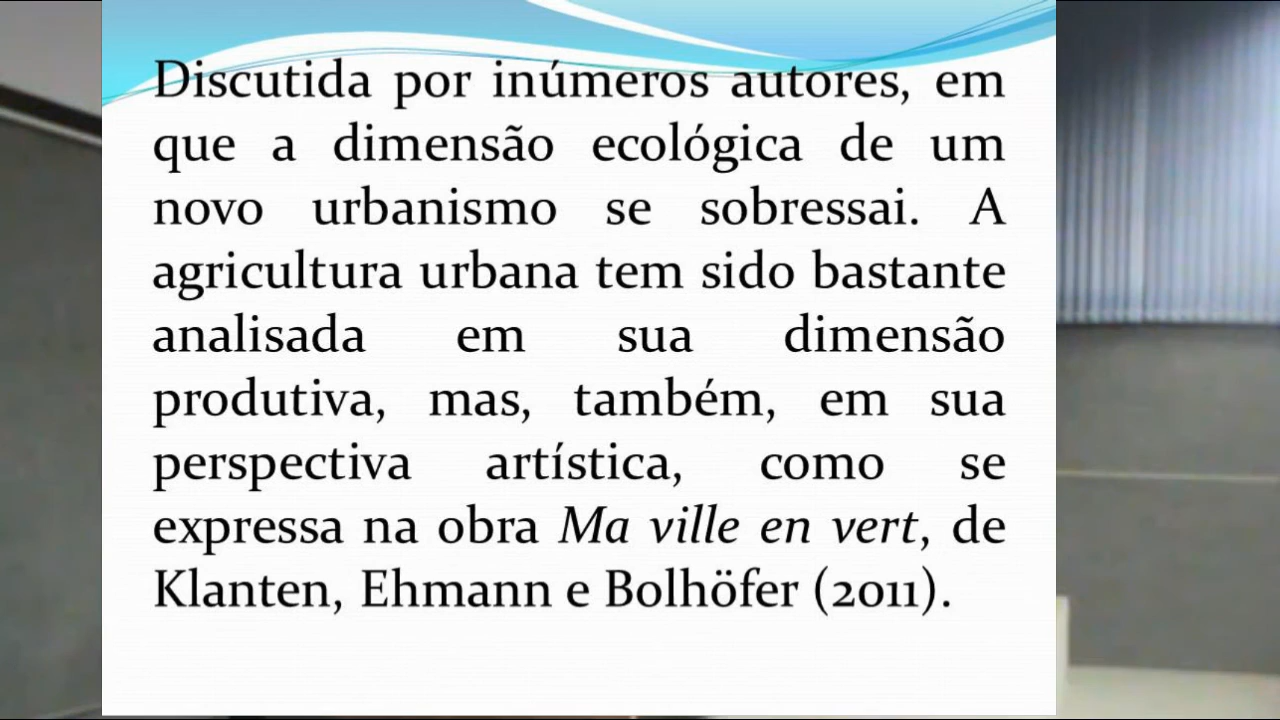 Discutida por inúmeros autores, em
que a dimensão ecológica de um
novo urbanismo se sobressai. A
agricultura urbana tem sido bastante
analisada em sua dimensão
produtiva, mas, também, em sua
perspectiva artística, como se
expressa na obra Ma ville en vert, de
Klanten, Ehmann e Bolhöfer (2011).